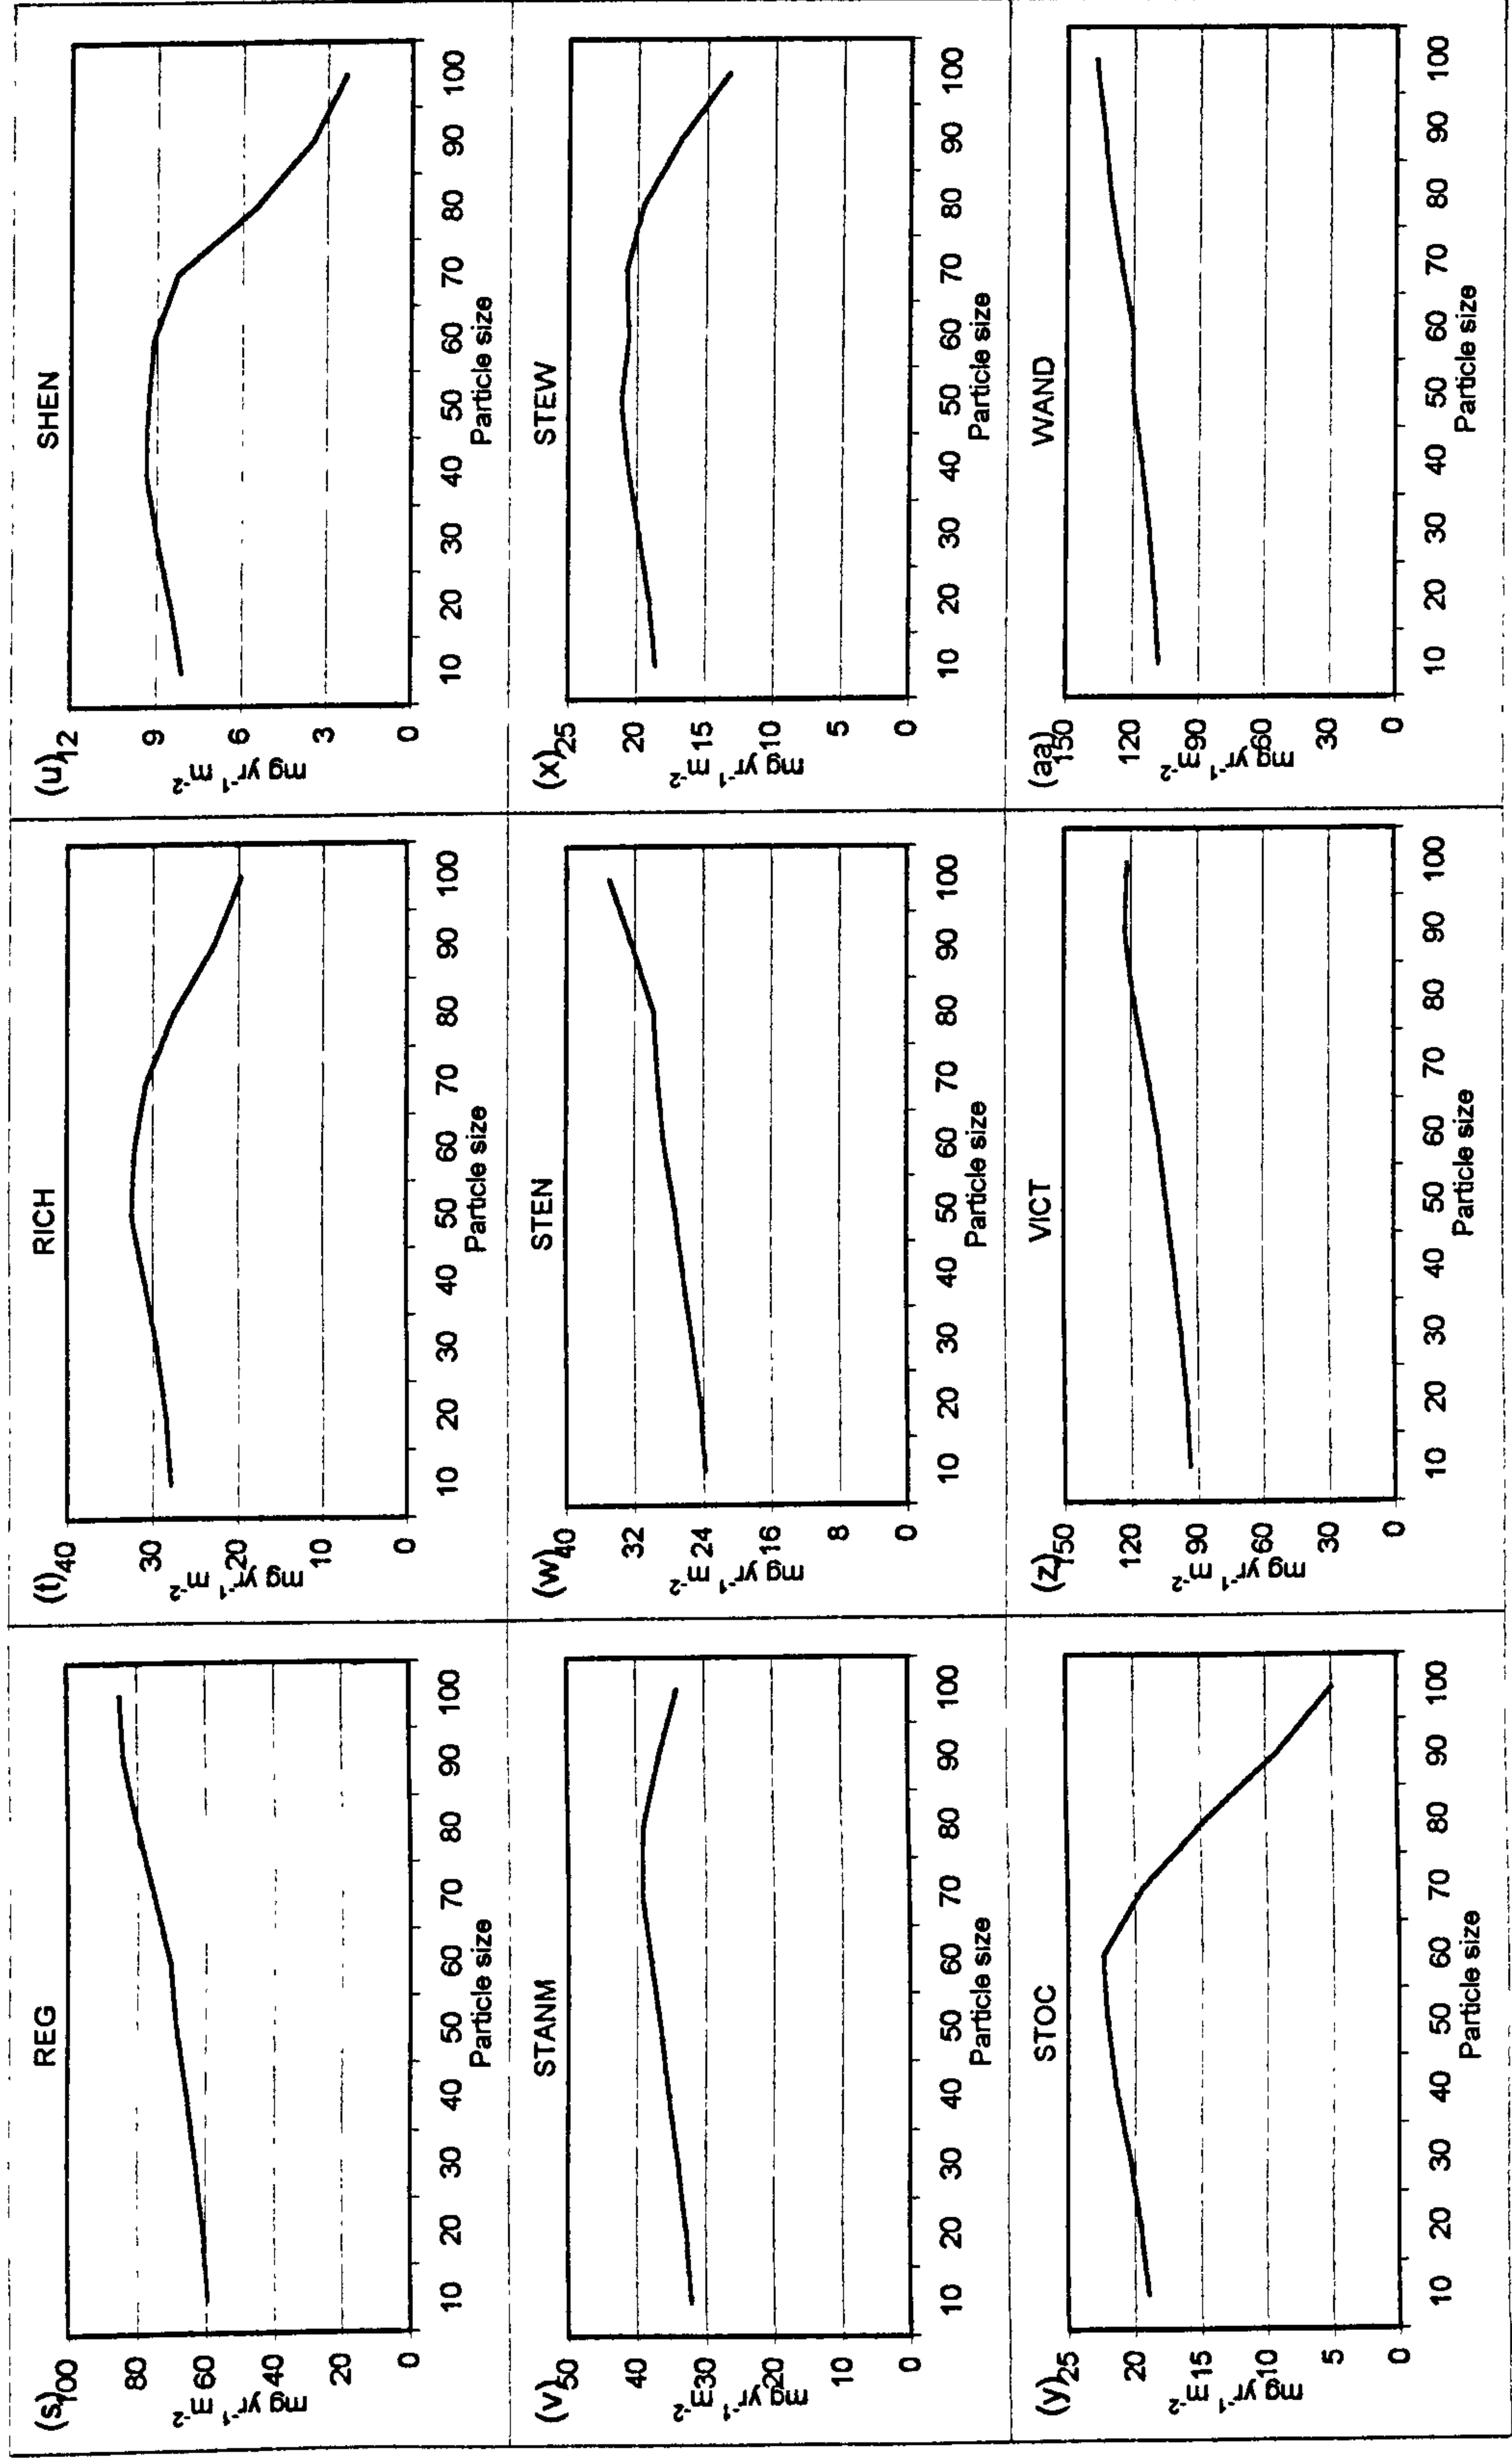 (s) REG
100
80
60
40
20
0
mg yr-1 m-2
10 20 30 40 50 60 70 80 90 100
Particle size
(t) RICH
40
30
20
10
0
mg yr-1 m-2
10 20 30 40 50 60 70 80 90 100
Particle size
(u) SHEN
12
9
6
3
0
mg yr-1 m-2
10 20 30 40 50 60 70 80 90 100
Particle size
(v) STANM
50
40
30
20
10
0
mg yr-1 m-2
10 20 30 40 50 60 70 80 90 100
Particle size
(w) STEN
40
32
24
16
8
0
mg yr-1 m-2
10 20 30 40 50 60 70 80 90 100
Particle size
(x) STEW
25
20
15
10
5
0
mg yr-1 m-2
10 20 30 40 50 60 70 80 90 100
Particle size
(y) STOC
25
20
15
10
5
0
mg yr-1 m-2
10 20 30 40 50 60 70 80 90 100
Particle size
(z) VICT
150
120
90
60
30
0
mg yr-1 m-2
10 20 30 40 50 60 70 80 90 100
Particle size
(aa) WAND
150
120
90
60
30
0
mg yr-1 m-2
10 20 30 40 50 60 70 80 90 100
Particle size